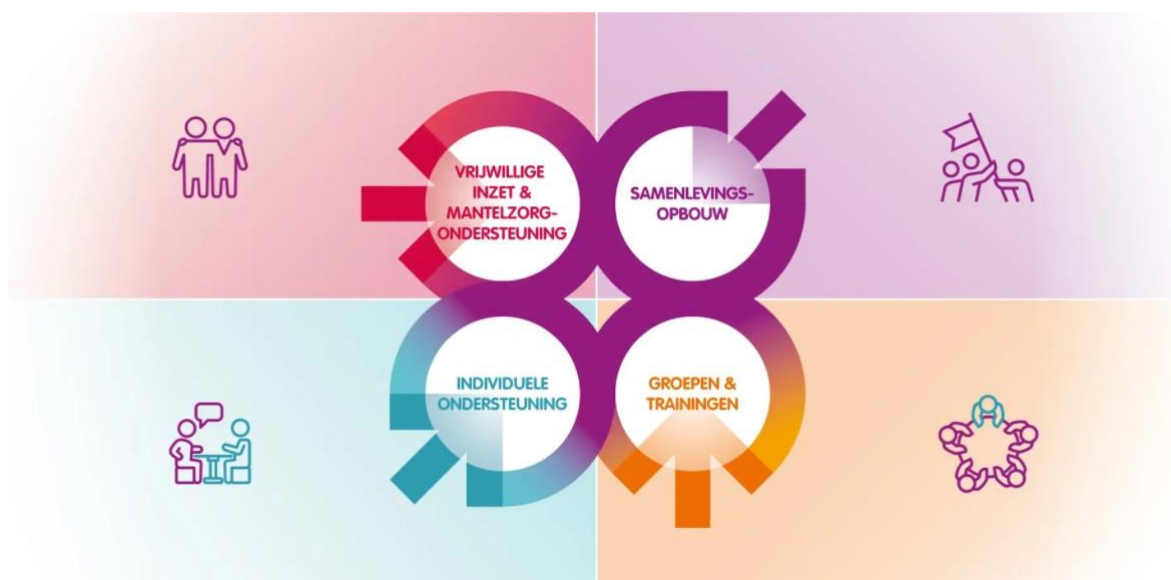 VRIJWILLIGE
INZET &
MANTELZORG-
ONDERSTEUNING
SAMENLEVINGS-
OPBOUW
INDIVIDUELE
ONDERSTEUNING
GROEPEN &
TRAININGEN